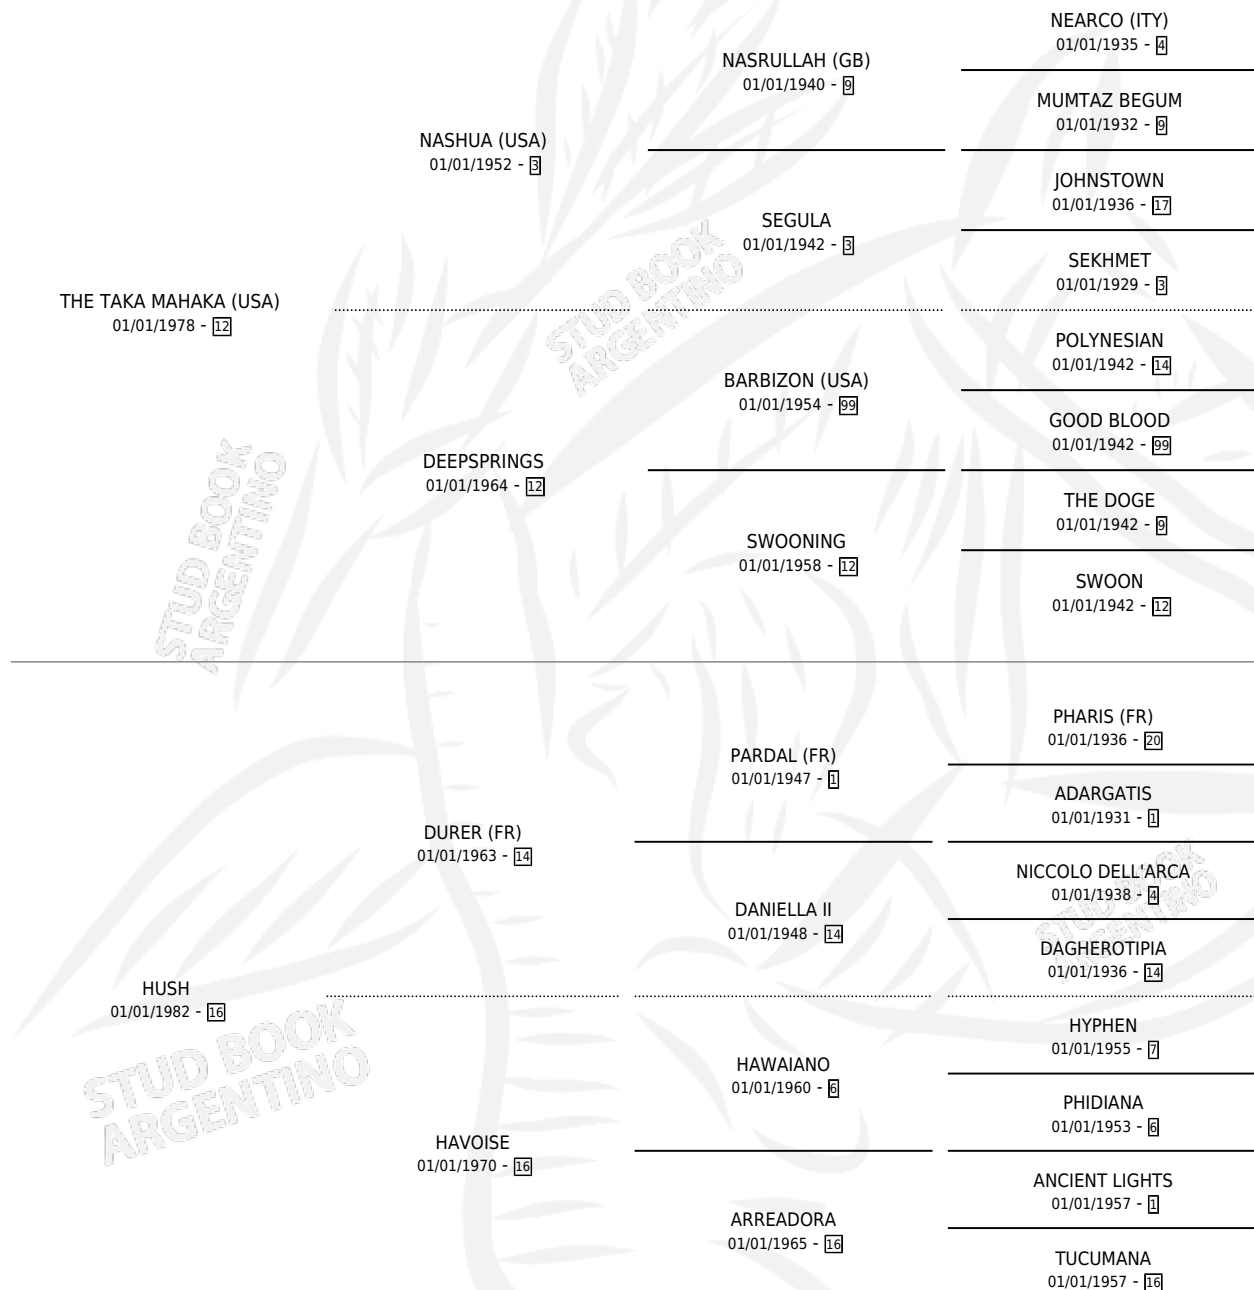 NEARCO (ITY)
01/01/1935 - 4
NASRULLAH (GB)
01/01/1940 - 9
MUMTAZ BEGUM
01/01/1932 - 9
NASHUA (USA)
01/01/1952 - 3
JOHNSTOWN
01/01/1936 - 17
SEGULA
01/01/1942 - 3
SEKHMET
01/01/1929 - 3
THE TAKA MAHAKA (USA)
01/01/1978 - 12
STUD BOOK
ARGENTINO
POLYNESIAN
01/01/1942 - 14
BARBIZON (USA)
01/01/1954 - 99
GOOD BLOOD
01/01/1942 - 99
DEEPSPRINGS
01/01/1964 - 12
THE DOGE
01/01/1942 - 9
SWOONING
01/01/1958 - 12
SWOON
01/01/1942 - 12
STUD BOOK
ARGENTINO
PHARIS (FR)
01/01/1936 - 20
PARDAL (FR)
01/01/1947 - 1
ADARGATIS
01/01/1931 - 1
DURER (FR)
01/01/1963 - 14
NICCOLO DELL'ARCA
01/01/1938 - 4
STUD BOOK
ARGENTINO
DANIELLA II
01/01/1948 - 14
DAGHEROTIPIA
01/01/1936 - 14
HUSH
01/01/1982 - 16
STUD BOOK
ARGENTINO
HYPHEN
01/01/1955 - 7
HAWAIANO
01/01/1960 - 6
PHIDIANA
01/01/1953 - 6
HAVOISE
01/01/1970 - 16
ANCIENT LIGHTS
01/01/1957 - 1
ARREADORA
01/01/1965 - 16
TUCUMANA
01/01/1957 - 16